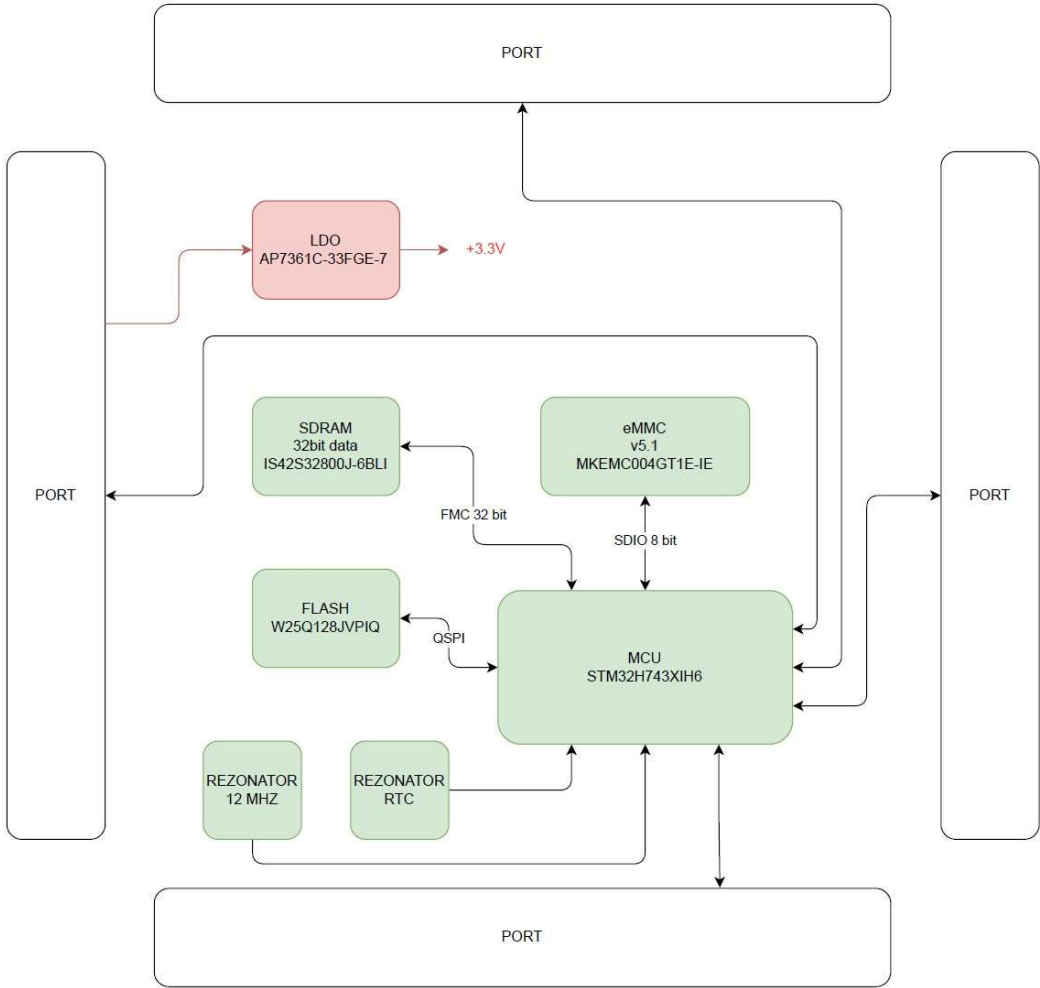 PORT
LDO
AP7361C-33FGE-7
+3.3V
SDRAM
32bit data
IS42S32800J-6BLI
eMMC
v5.1
MKEMC004GT1E-IE
PORT
PORT
FMC 32 bit
SDIO 8 bit
FLASH
W25Q128JVPIQ
QSPI
MCU
STM32H743XIH6
REZONATOR
12 MHZ
REZONATOR
RTC
PORT